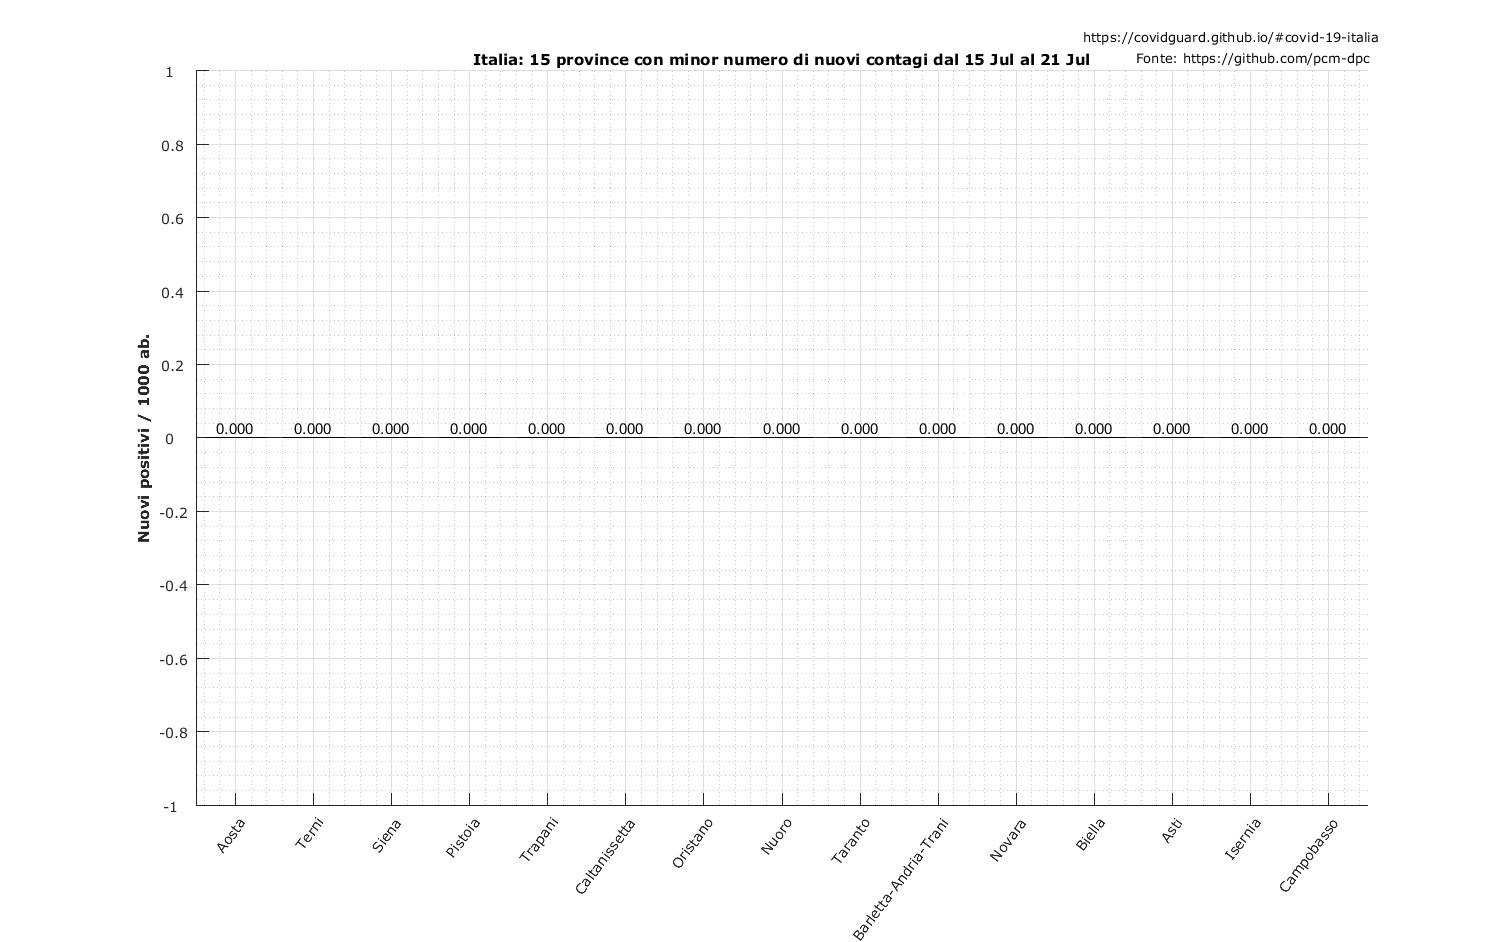 https://covidguard.github.io/#covid-19-italia
Italia: 15 province con minor numero di nuovi contagi dal 15 Jul al 21 Jul
Fonte: https://github.com/pcm-dpc
Nuovi positivi / 1000 ab.
1
0.8
0.6
0.4
0.2
0
-0.2
-0.4
-0.6
-0.8
-1
0.000 0.000 0.000 0.000 0.000 0.000 0.000 0.000 0.000 0.000 0.000 0.000 0.000 0.000 0.000
Aosta
Terni
Siena
Pistoia
Trapani
Caltanissetta
Oristano
Nuoro
Taranto
Barletta-Andria-Trani
Novara
Biella
Asti
Isernia
Campobasso